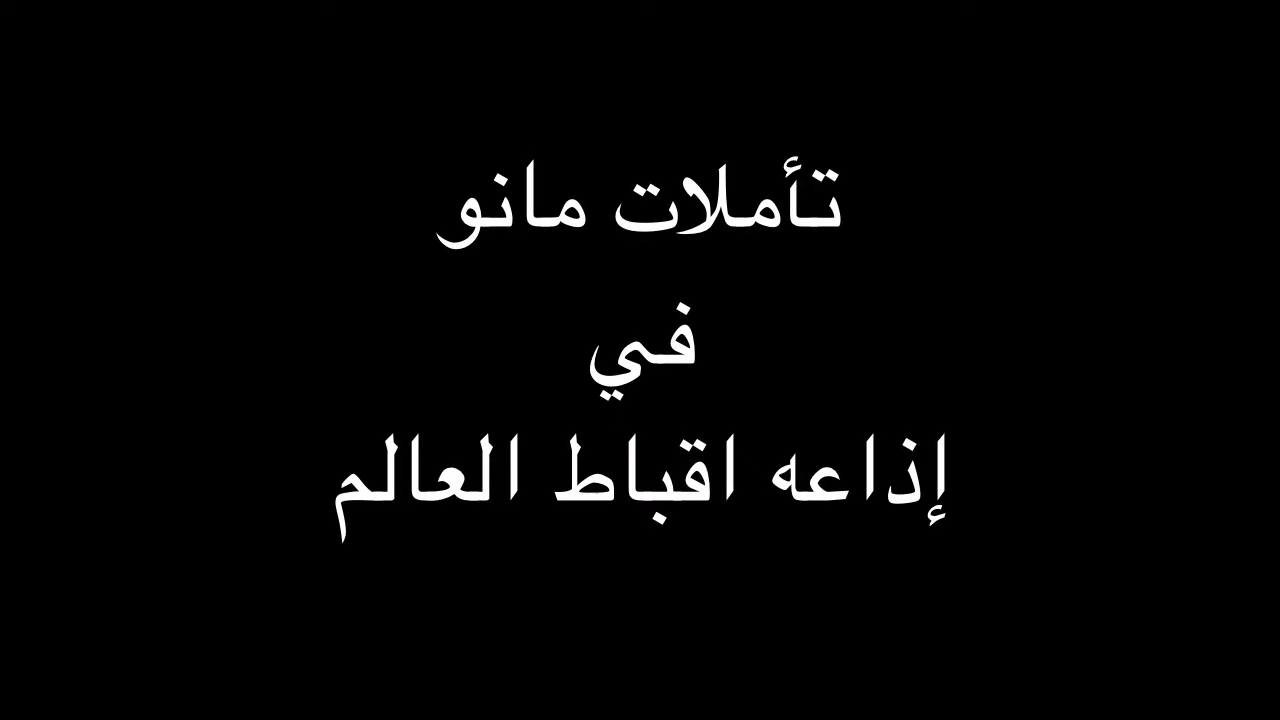 تأملات مانو
في
إذاعه اقباط العالم